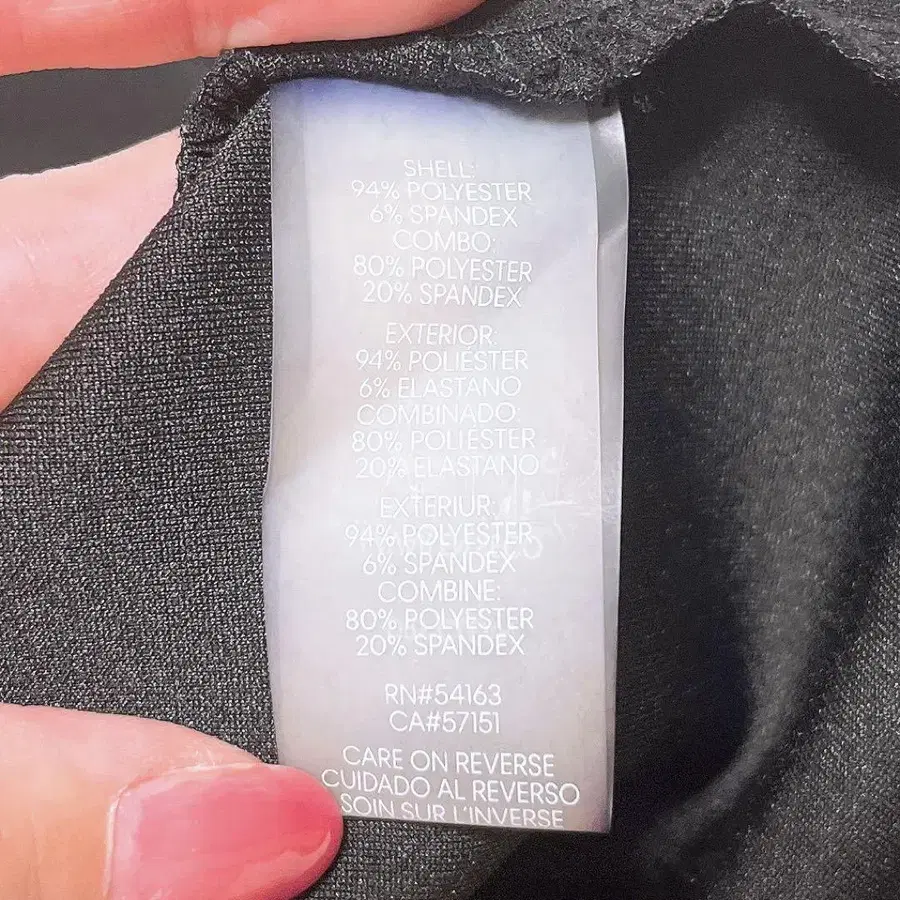 SHELL:
94% POLYESTER
6% SPANDEX
COMBO:
80% POLYESTER
20% SPANDEX
EXTERIOR:
94% POLIÉSTER
6% ELASTANO
COMBINADO:
80% POLIÉSTER
20% ELASTANO
EXTERIUR:
94% POLYESTER
6% SPANDEX
COMBINE:
80% POLYESTER
20% SPANDEX
RN#54163
CA#57151
CARE ON REVERSE
CUIDADO AL REVERSO
SOIN SUR L'INVERSE